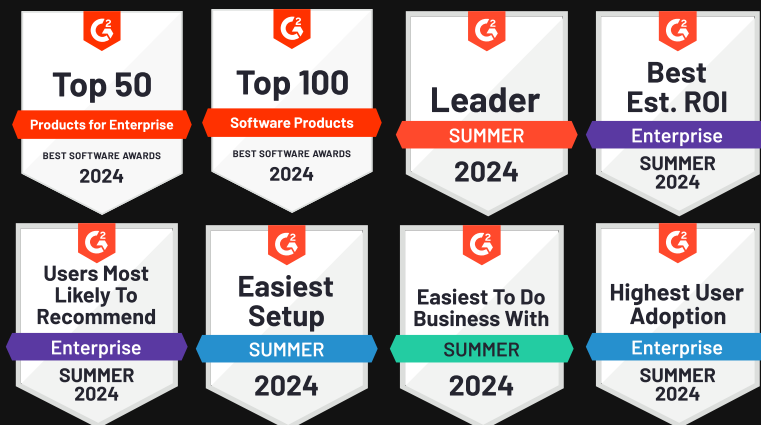 G2
Top 50
Products for Enterprise
BEST SOFTWARE AWARDS
2024
G2
Top 100
Software Products
BEST SOFTWARE AWARDS
2024
G2
Leader
SUMMER
2024
G2
Best
Est. ROI
Enterprise
SUMMER
2024
G2
Users Most
Likely To
Recommend
Enterprise
SUMMER
2024
G2
Easiest
Setup
SUMMER
2024
G2
Easiest To Do
Business With
SUMMER
2024
G2
Highest User
Adoption
Enterprise
SUMMER
2024